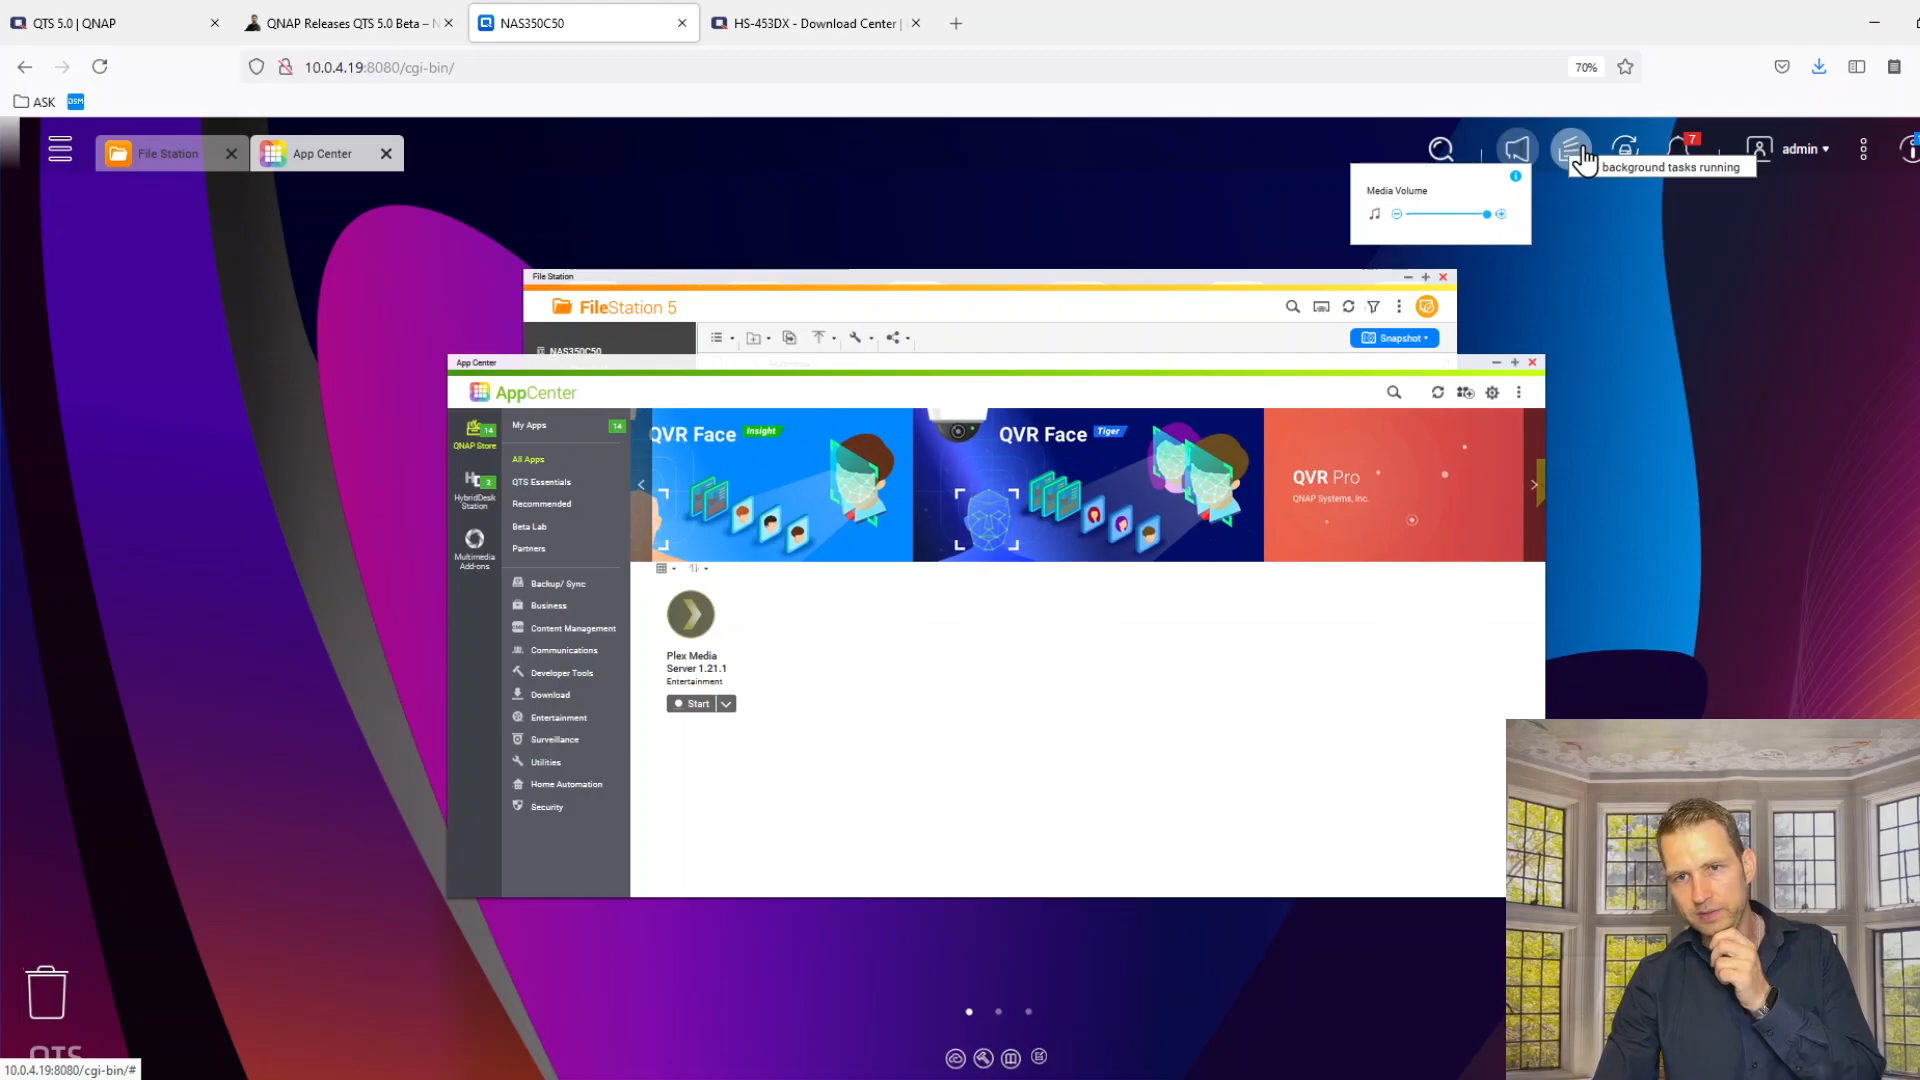 QTS 5.0 | QNAP
QNAP Releases QTS 5.0 Beta –
NAS350C50
HS-453DX - Download Center |
10.0.4.19:8080/cgi-bin/
70%
ASK
DSM
File Station
App Center
7
admin
background tasks running
Media Volume
File Station
FileStation 5
NAS350C50
Snapshot
App Center
AppCenter
14
QNAP Store
2
HybridDesk
Station
Multimedia
Add-ons
My Apps
14
All Apps
QTS Essentials
Recommended
Beta Lab
Partners
Backup/ Sync
Business
Content Management
Communications
Developer Tools
Download
Entertainment
Surveillance
Utilities
Home Automation
Security
QVR Face Insight
QVR Face Tiger
QVR Pro
QNAP Systems, Inc.
Plex Media
Server 1.21.1
Entertainment
Start
10.0.4.19:8080/cgi-bin/#